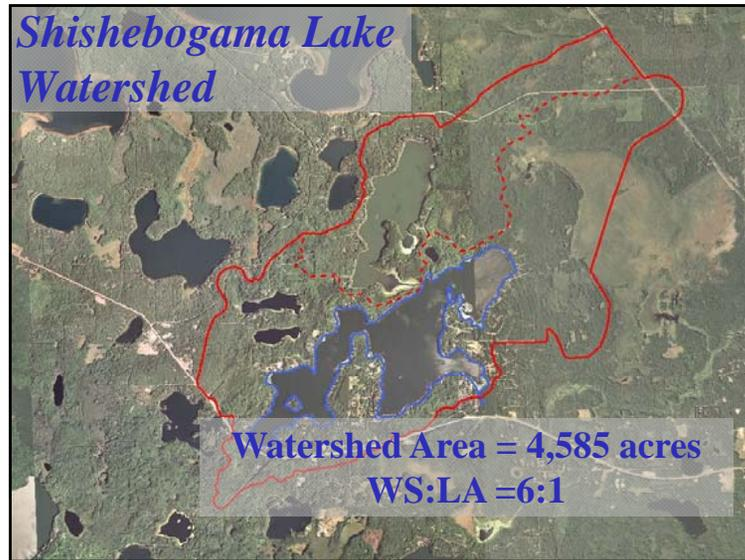 Shishebogama Lake
Watershed
Watershed Area = 4,585 acres
WS:LA =6:1